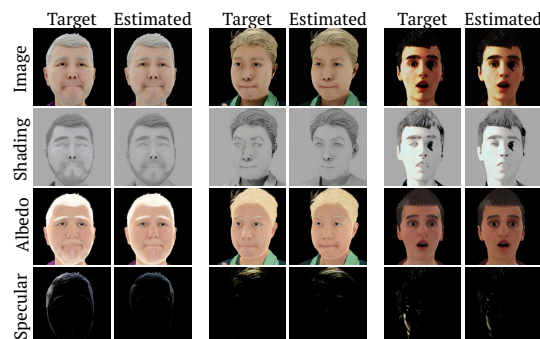 Target Estimated Target Estimated Target Estimated
Image
Shading
Albedo
Specular